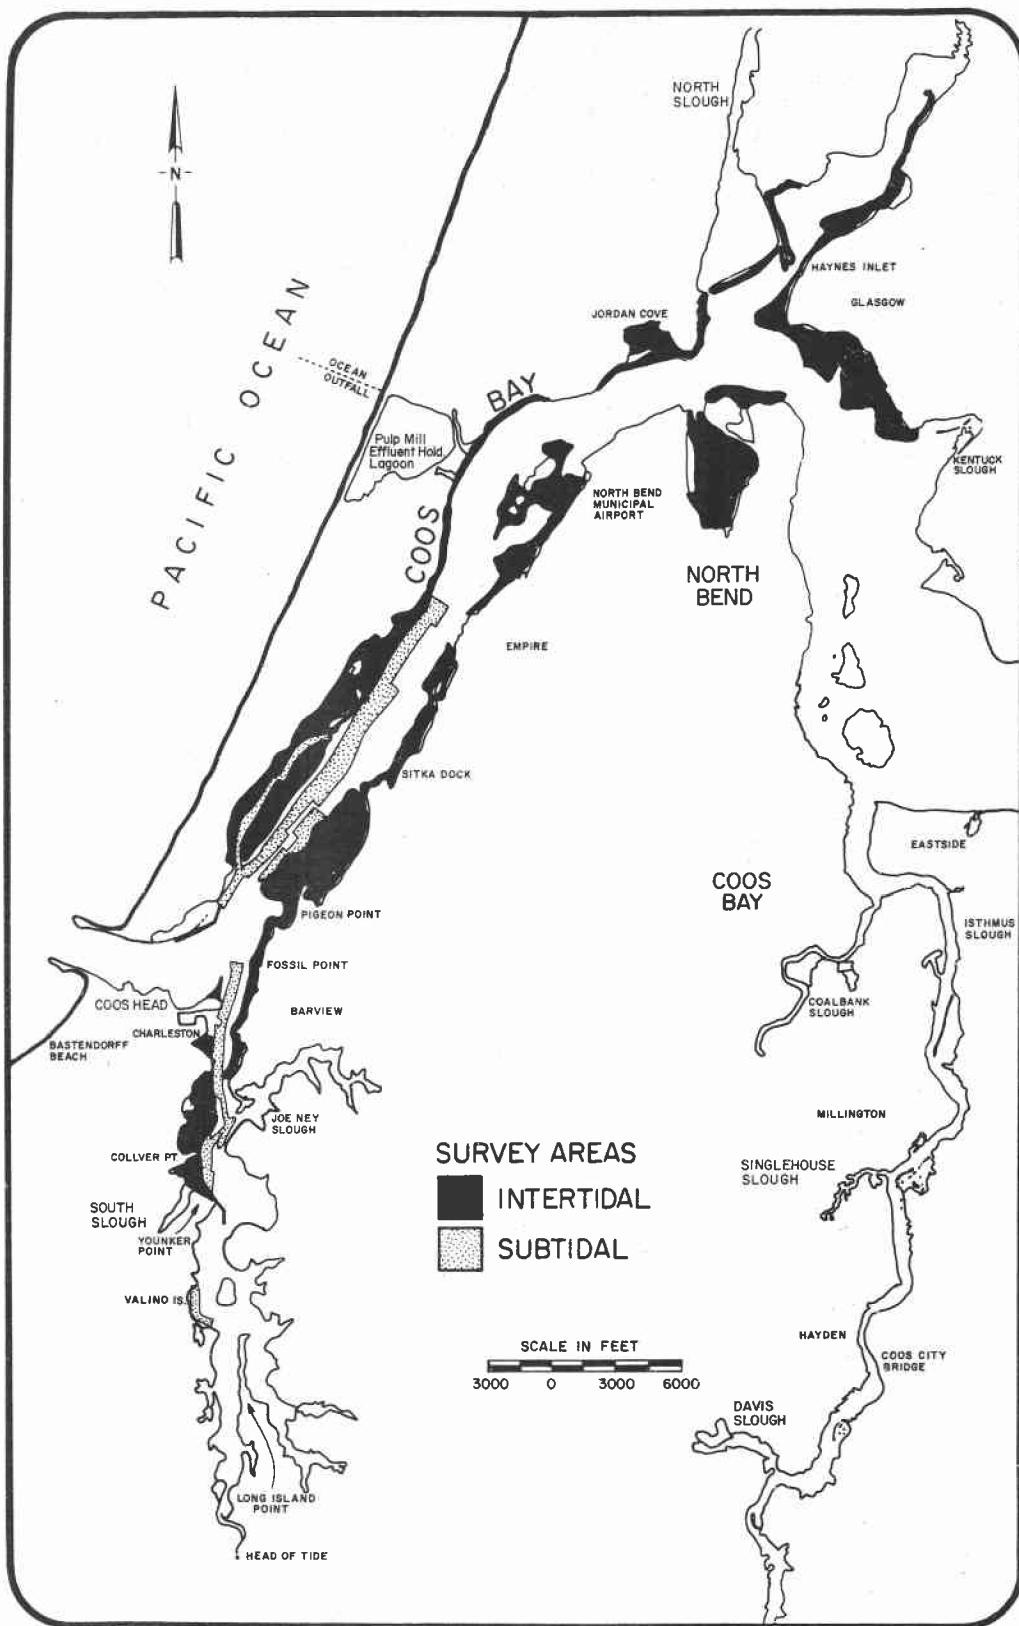 NORTH
SLOUGH
-N-
HAYNES INLET
GLASGOW
JORDAN COVE
PACIFIC OCEAN
OCEAN
OUTFALL
COOS BAY
Pulp Mill
Effluent Hold.
Lagoon
KENTUCK
SLOUGH
NORTH BEND
MUNICIPAL
AIRPORT
NORTH
BEND
EMPIRE
SITKA DOCK
EASTSIDE
COOS
BAY
PIGEON POINT
ISTHMUS
SLOUGH
FOSSIL POINT
COOS HEAD
BARVIEW
COALBANK
SLOUGH
CHARLESTON
BASTENDORFF
BEACH
JOE NEY
SLOUGH
MILLINGTON
COLLVER PT.
SINGLEHOUSE
SLOUGH
SURVEY AREAS
INTERTIDAL
SUBTIDAL
SOUTH
SLOUGH
YOUNKER
POINT
VALINO IS.
HAYDEN
COOS CITY
BRIDGE
SCALE IN FEET
3000 0 3000 6000
DAVIS
SLOUGH
LONG ISLAND
POINT
HEAD OF TIDE